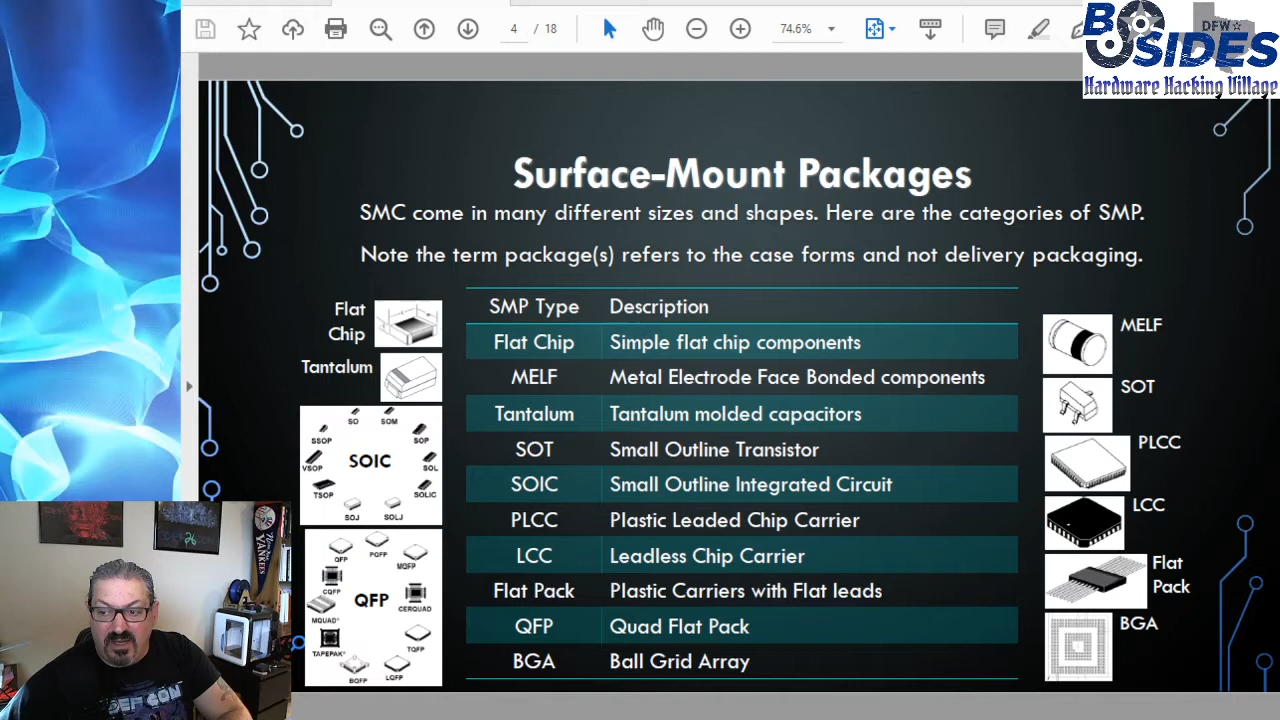 4 / 18
74.6%
B SIDES
DFW
Hardware Hacking Village
Surface-Mount Packages
SMC come in many different sizes and shapes. Here are the categories of SMP.
Note the term package(s) refers to the case forms and not delivery packaging.
Flat
Chip
Tantalum
SO
SOM
SSOP
SOP
VSOP
SOIC
SOL
TSOP
SOLIC
SOJ
SOLJ
QFP
PQFP
MQFP
CQFP
QFP
CERQUAD
MQUAD
TQFP
TAPEPAK
BQFP
LQFP
SMP Type Description
Flat Chip Simple flat chip components
MELF Metal Electrode Face Bonded components
Tantalum Tantalum molded capacitors
SOT Small Outline Transistor
SOIC Small Outline Integrated Circuit
PLCC Plastic Leaded Chip Carrier
LCC Leadless Chip Carrier
Flat Pack Plastic Carriers with Flat leads
QFP Quad Flat Pack
BGA Ball Grid Array
MELF
SOT
PLCC
LCC
Flat
Pack
BGA
YANKEES
26
DEF CON